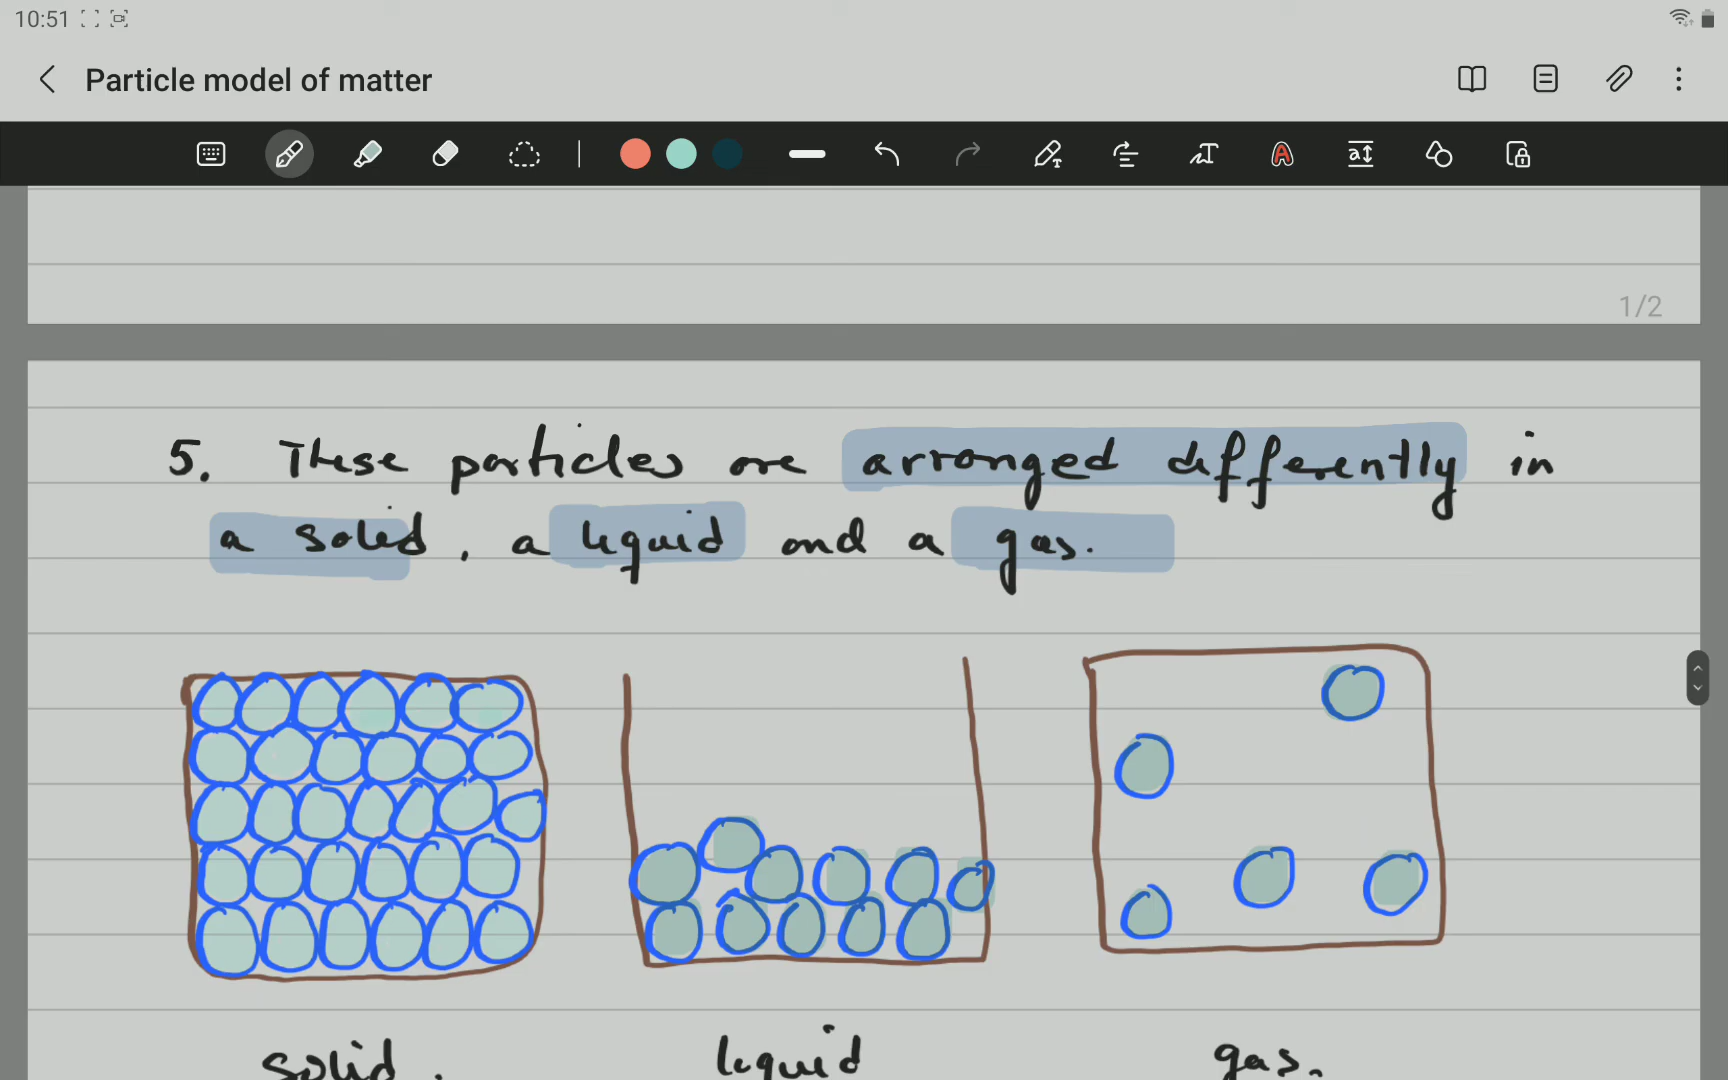 10:51
Particle model of matter
1/2
5. These particles are arranged differently in
a solid, a liquid and a gas.
solid. liquid gas.